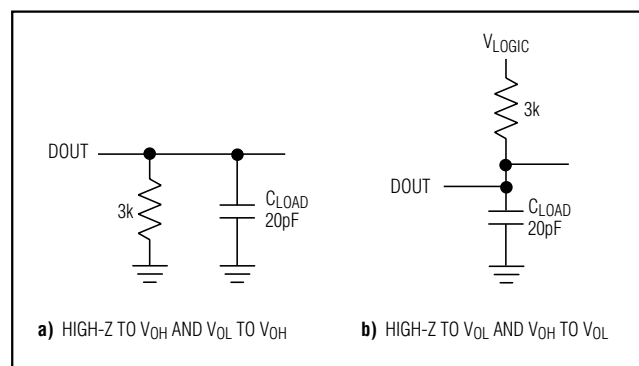 DOUT
3k
C_LOAD
20pF
a) HIGH-Z TO V_OH AND V_OL TO V_OH
V_LOGIC
3k
DOUT
C_LOAD
20pF
b) HIGH-Z TO V_OL AND V_OH TO V_OL